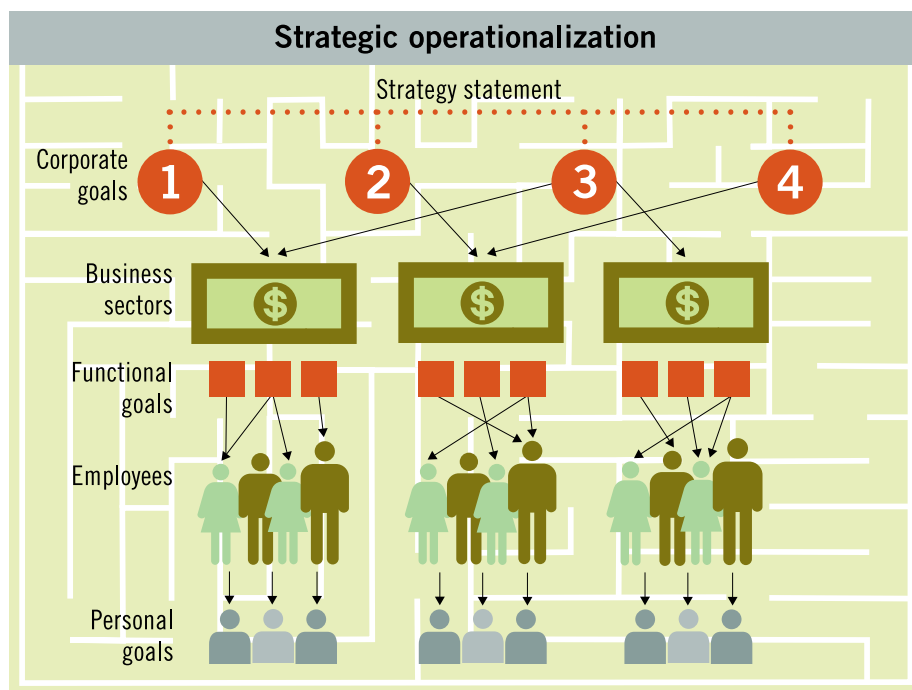 Strategic operationalization
Strategy statement
Corporate
goals
1
2
3
4
Business
sectors
$
$
$
Functional
goals
Employees
Personal
goals